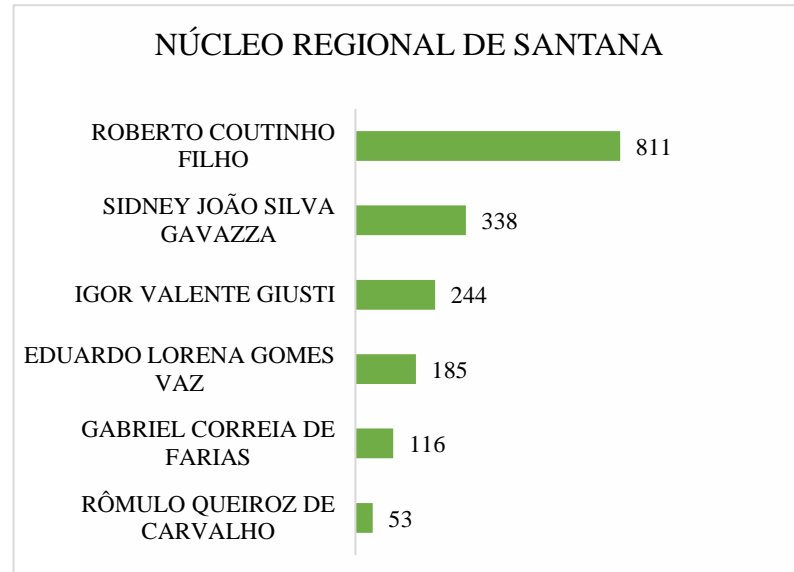 NÚCLEO REGIONAL DE SANTANA
ROBERTO COUTINHO
FILHO
811
SIDNEY JOÃO SILVA
GAVAZZA
338
IGOR VALENTE GIUSTI
244
EDUARDO LORENA GOMES
VAZ
185
GABRIEL CORREIA DE
FARIAS
116
RÔMULO QUEIROZ DE
CARVALHO
53